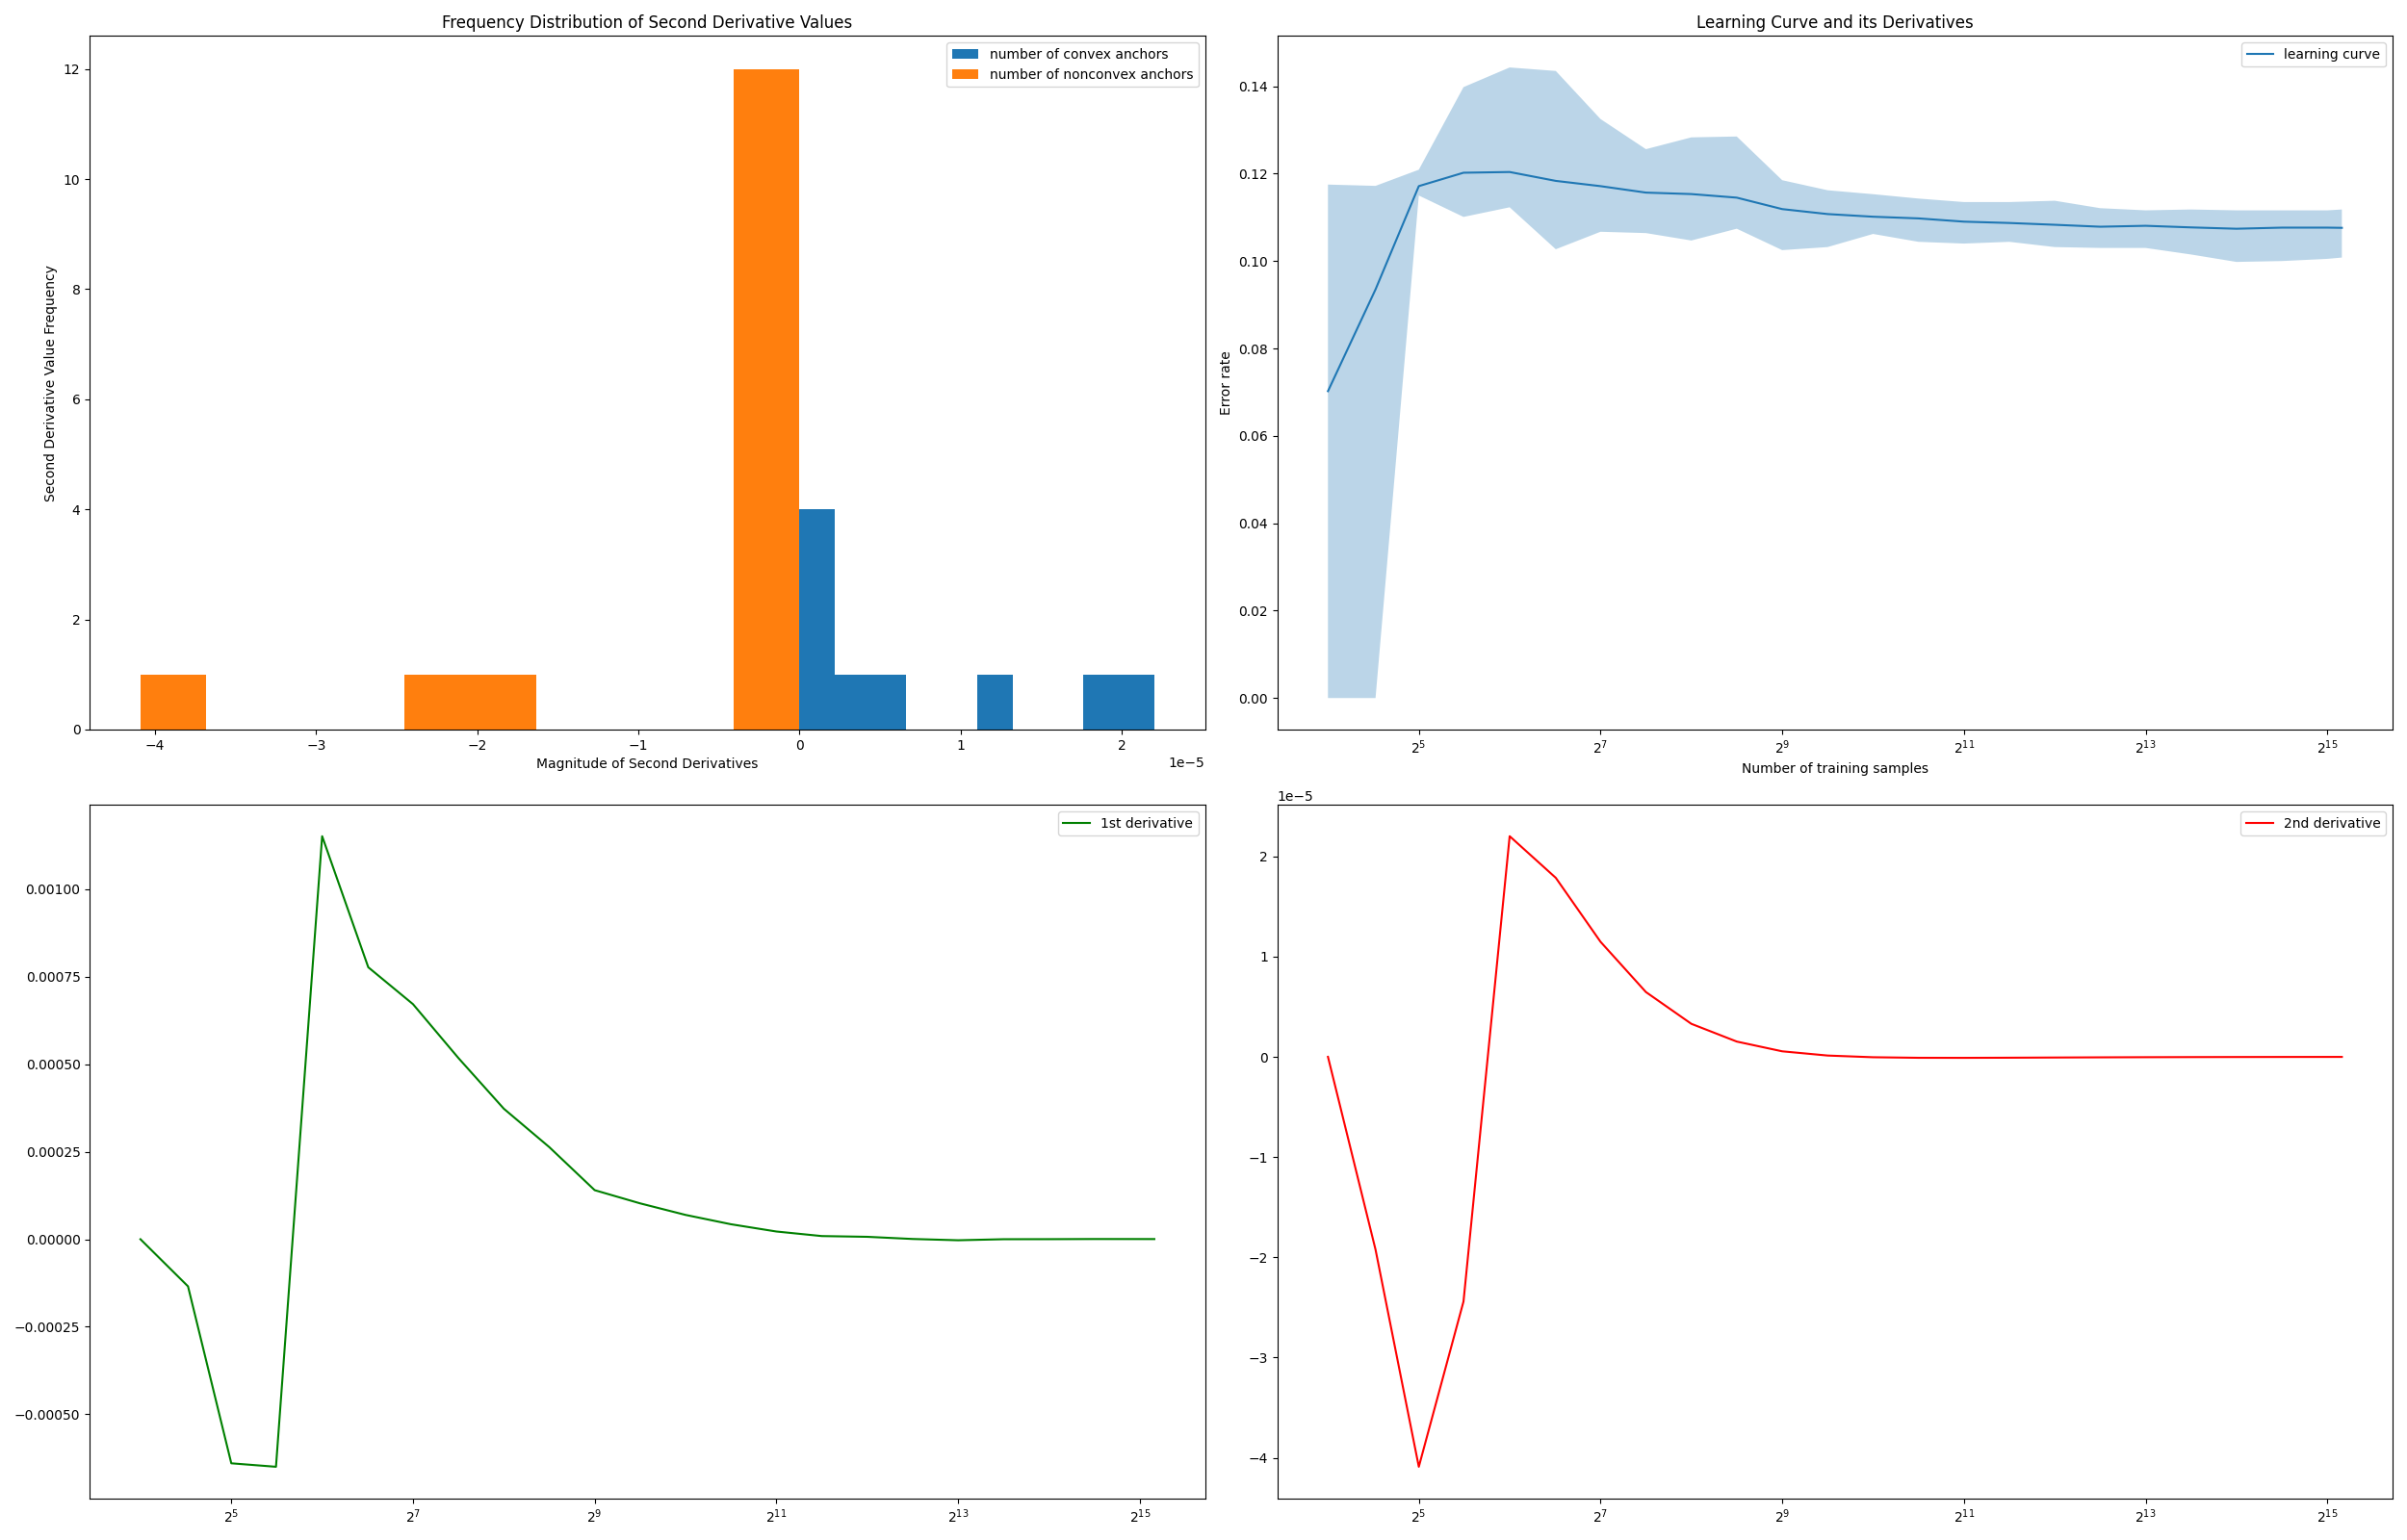 Frequency Distribution of Second Derivative Values
number of convex anchors
number of nonconvex anchors
12
10
8
6
4
2
0
Second Derivative Value Frequency
−4 −3 −2 −1 0 1 2
1e−5
Magnitude of Second Derivatives
Learning Curve and its Derivatives
learning curve
0.14
0.12
0.10
0.08
0.06
0.04
0.02
0.00
Error rate
2^5 2^7 2^9 2^11 2^13 2^15
Number of training samples
1st derivative
0.00100
0.00075
0.00050
0.00025
0.00000
−0.00025
−0.00050
2^5 2^7 2^9 2^11 2^13 2^15
1e−5
2nd derivative
2
1
0
−1
−2
−3
−4
2^5 2^7 2^9 2^11 2^13 2^15